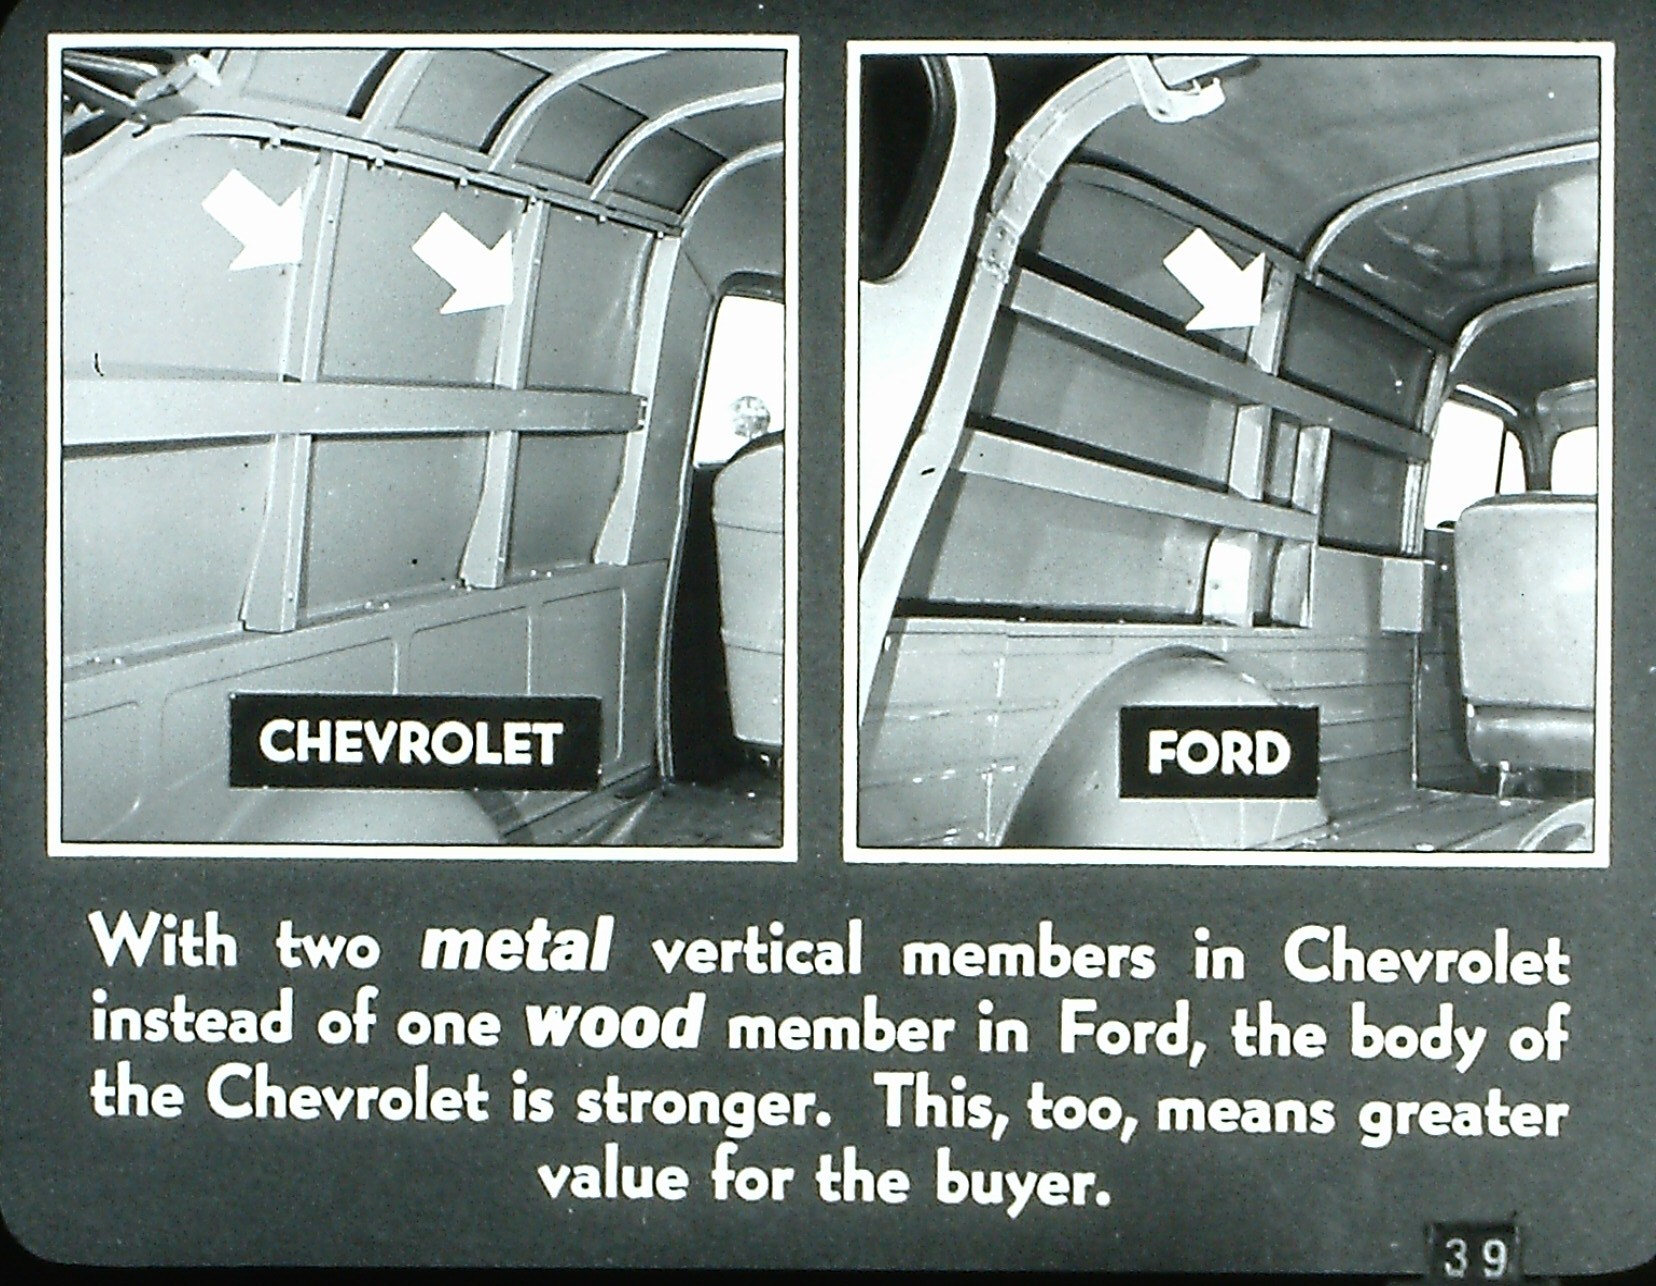 CHEVROLET
FORD
With two metal vertical members in Chevrolet
instead of one wood member in Ford, the body of
the Chevrolet is stronger. This, too, means greater
value for the buyer.
39